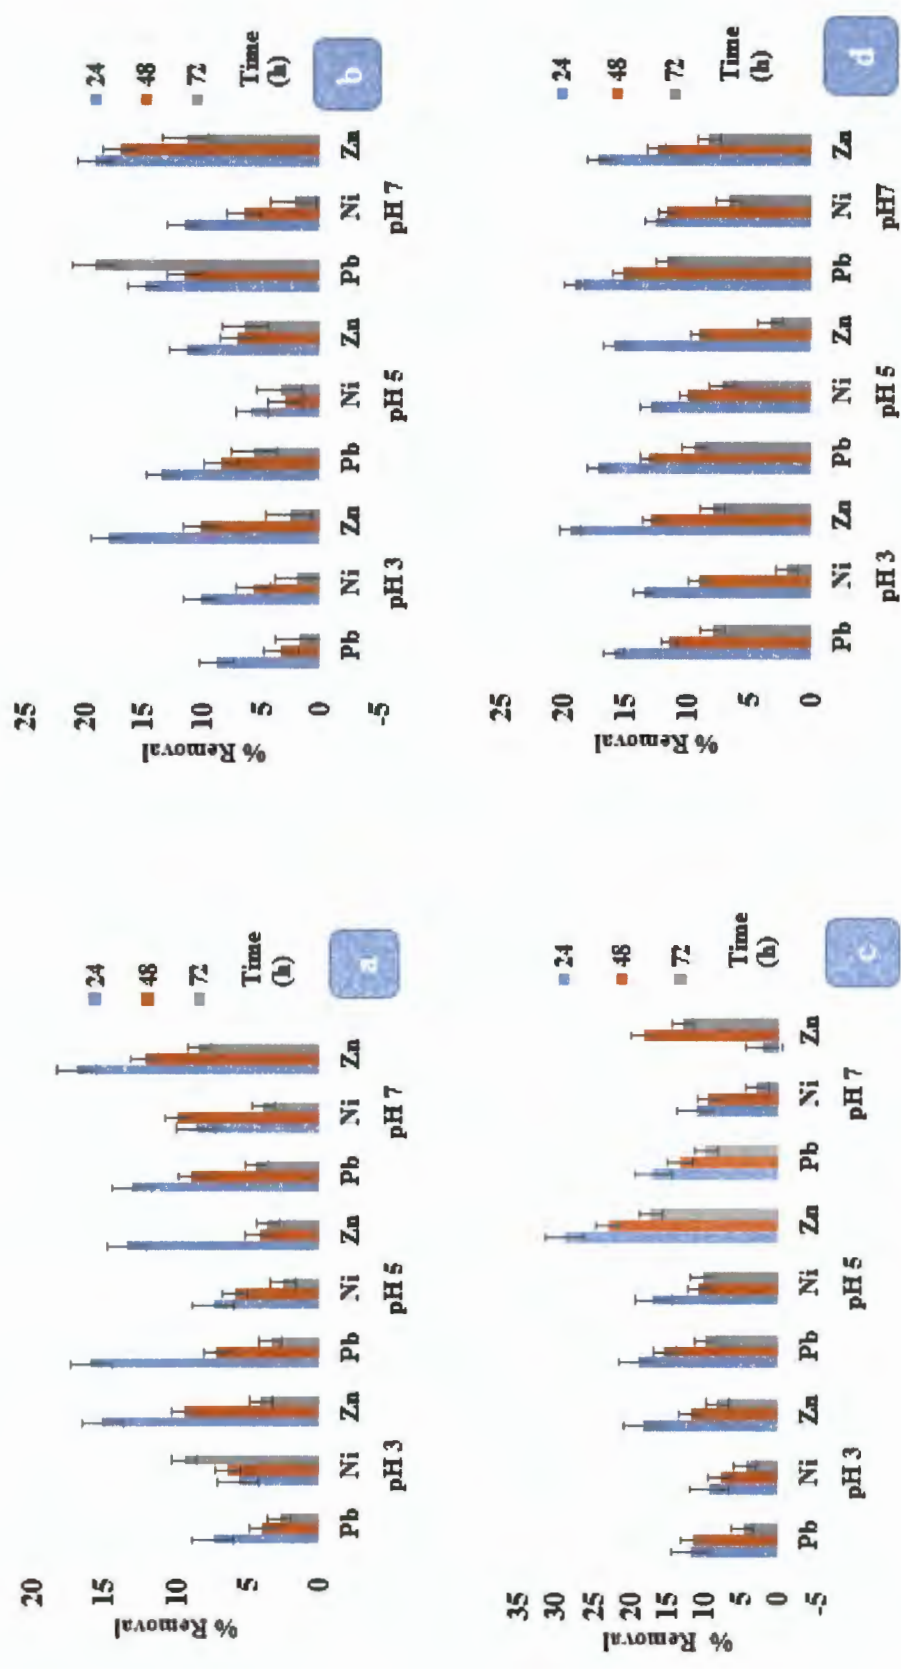 20
15
10
5
0
% Removal
Pb Ni Zn Pb Ni Zn Pb Ni Zn
pH 3 pH 5 pH 7
24
48
72
Time
(h)
a
25
20
15
10
5
0
-5
% Removal
Pb Ni Zn Pb Ni Zn Pb Ni Zn
pH 3 pH 5 pH 7
24
48
72
Time
(h)
b
35
30
25
20
15
10
5
0
-5
% Removal
Pb Ni Zn Pb Ni Zn Pb Ni Zn
pH 3 pH 5 pH 7
24
48
72
Time
(h)
c
25
20
15
10
5
0
% Removal
Pb Ni Zn Pb Ni Zn Pb Ni Zn
pH 3 pH 5 pH7
24
48
72
Time
(h)
d